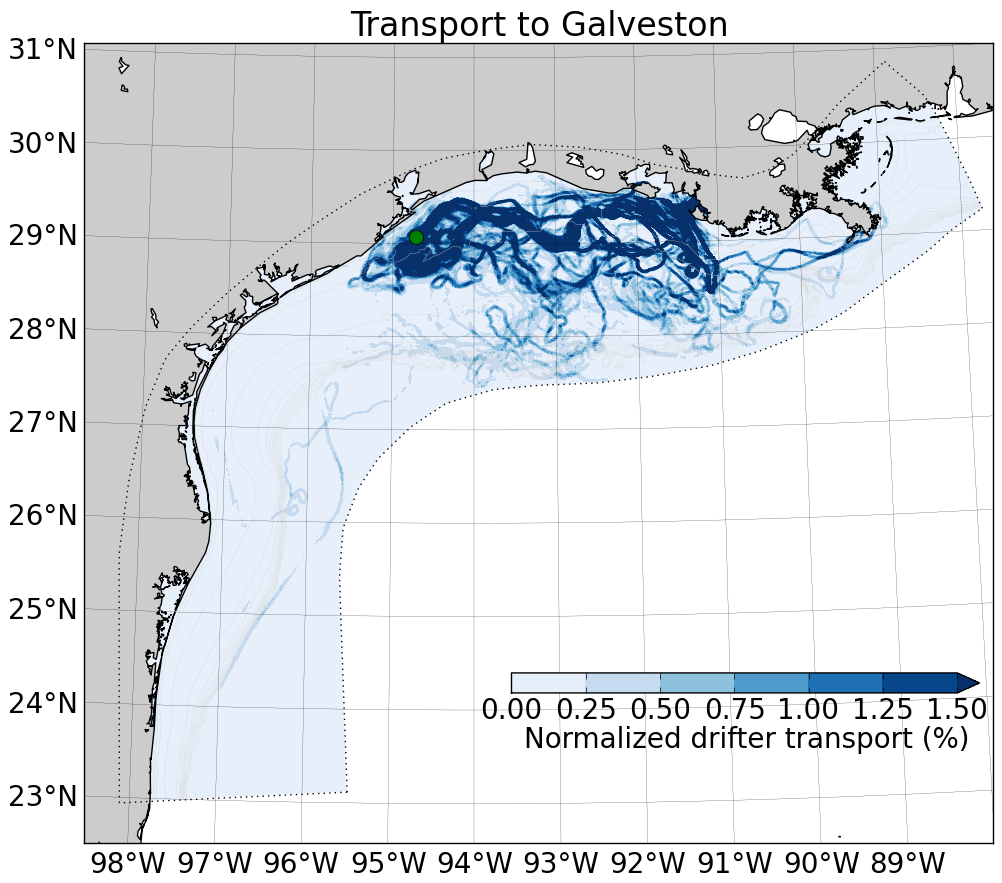 Transport to Galveston
31°N
30°N
29°N
28°N
27°N
26°N
25°N
24°N
23°N
0.00 0.25 0.50 0.75 1.00 1.25 1.50
Normalized drifter transport (%)
98°W 97°W 96°W 95°W 94°W 93°W 92°W 91°W 90°W 89°W